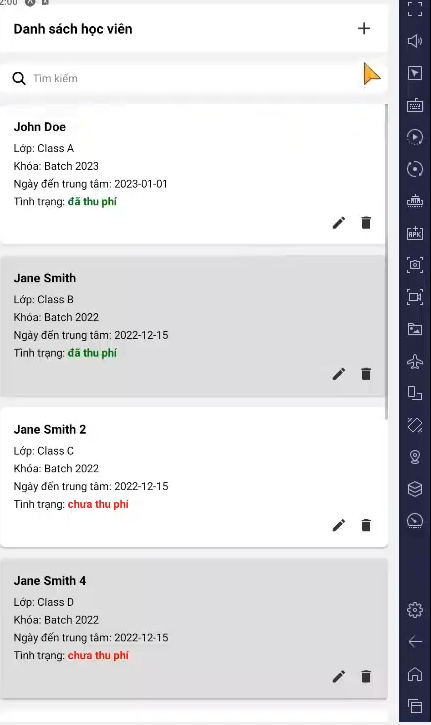 2:00
Danh sách học viên
Tìm kiếm
John Doe
Lớp: Class A
Khóa: Batch 2023
Ngày đến trung tâm: 2023-01-01
Tình trạng: đã thu phí
Jane Smith
Lớp: Class B
Khóa: Batch 2022
Ngày đến trung tâm: 2022-12-15
Tình trạng: đã thu phí
Jane Smith 2
Lớp: Class C
Khóa: Batch 2022
Ngày đến trung tâm: 2022-12-15
Tình trạng: chưa thu phí
Jane Smith 4
Lớp: Class D
Khóa: Batch 2022
Ngày đến trung tâm: 2022-12-15
Tình trạng: chưa thu phí
APK